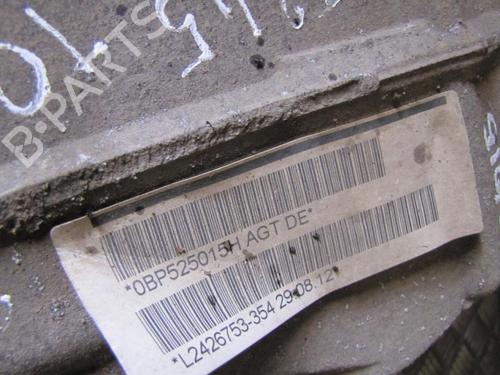 B-PARTS
*0BP525015H AGT DE*
*L2426753-354 29.08.12*